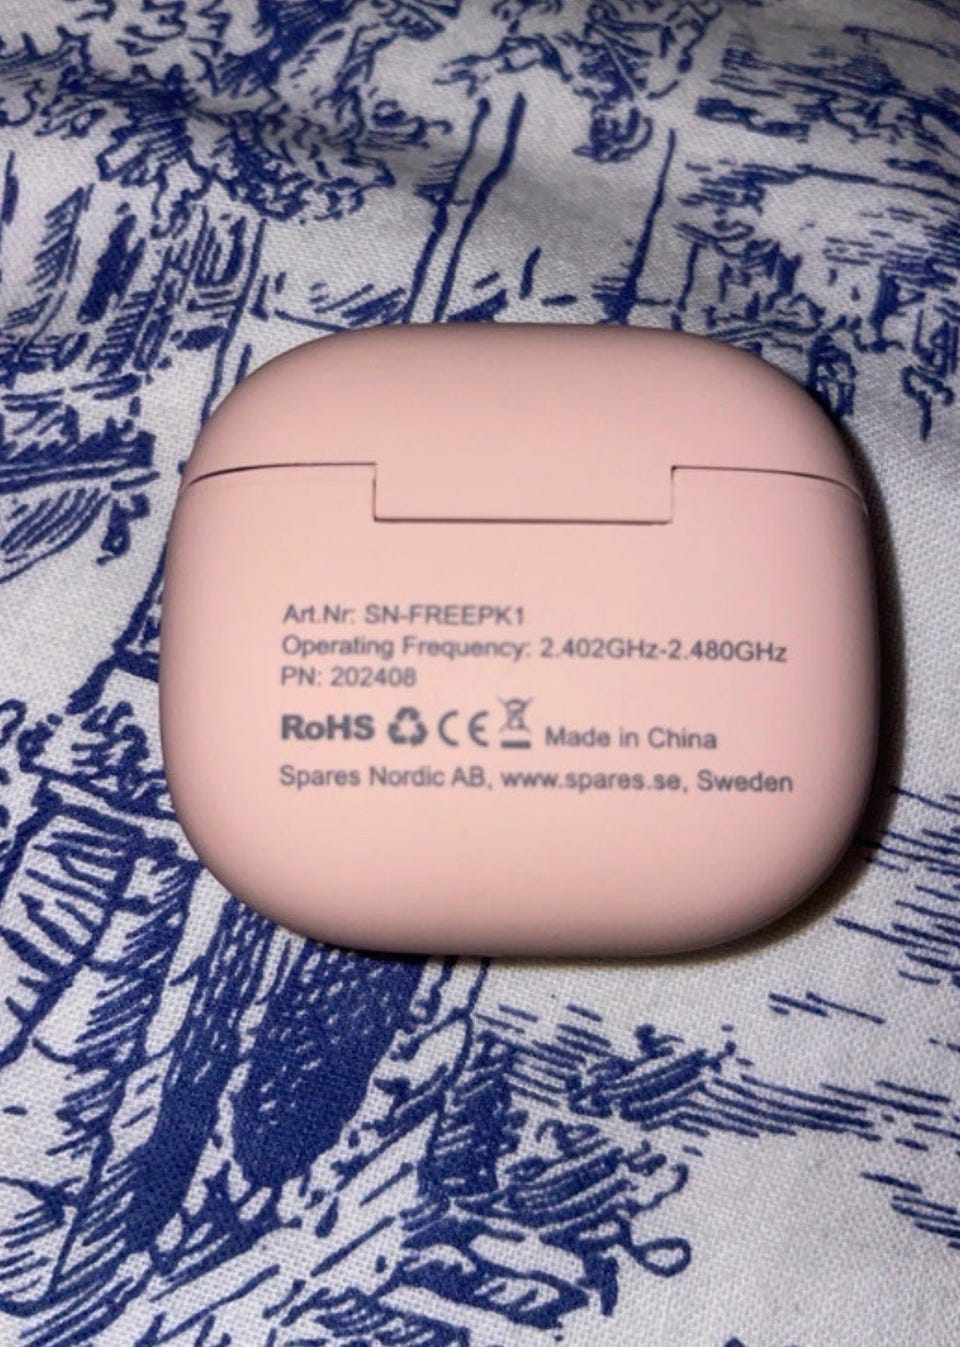 Art.Nr: SN-FREEPK1
Operating Frequency: 2.402GHz-2.480GHz
PN: 202408
RoHS CE Made in China
Spares Nordic AB, www.spares.se, Sweden